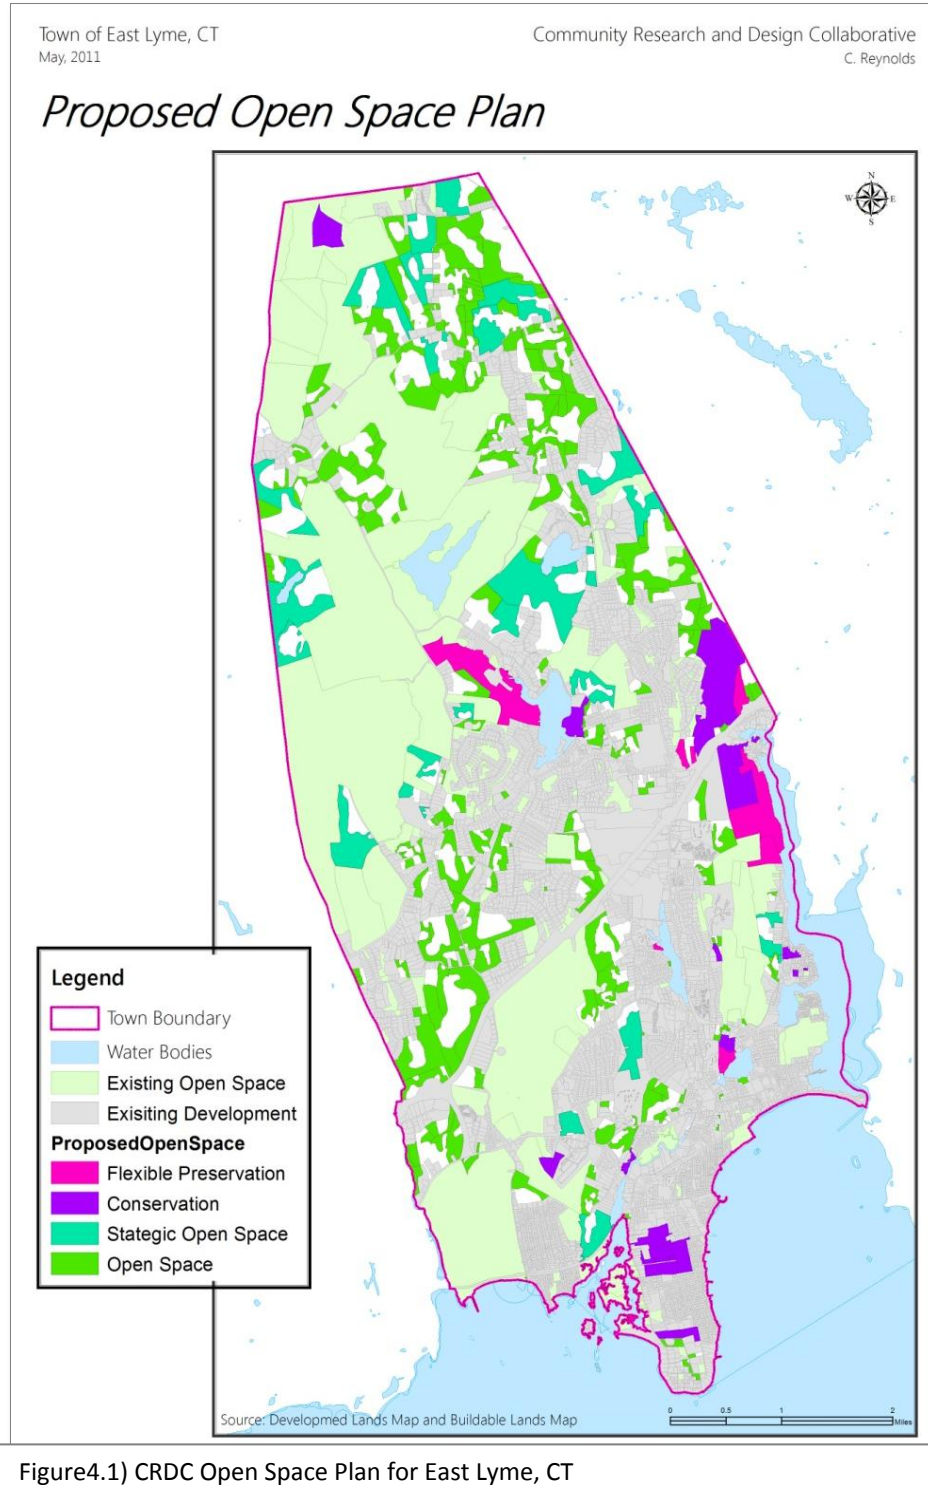 Town of East Lyme, CT
May, 2011
Community Research and Design Collaborative
C. Reynolds
Proposed Open Space Plan
N
W E
S
Legend
Town Boundary
Water Bodies
Existing Open Space
Exisiting Development
ProposedOpenSpace
Flexible Preservation
Conservation
Stategic Open Space
Open Space
Source: Developmed Lands Map and Buildable Lands Map
0 0.5 1 2
Miles
Figure4.1) CRDC Open Space Plan for East Lyme, CT